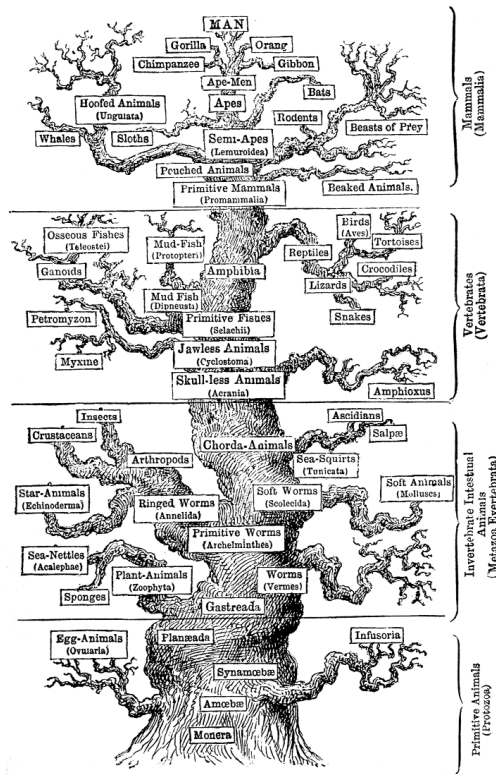 MAN
Gorilla
Orang
Chimpanzee
Gibbon
Ape-Men
Bats
Apes
Hoofed Animals
(Ungulata)
Rodents
Whales
Sloths
Semi-Apes
(Lemuroidea)
Beasts of Prey
Pouched Animals
Primitive Mammals
(Promammalia)
Beaked Animals.
Mammals
(Mammalia)
Osseous Fishes
(Teleostei)
Mud-Fish
(Protopteri)
Birds
(Aves)
Tortoises
Reptiles
Ganoids
Amphibia
Crocodiles
Lizards
Mud Fish
(Dipneusti)
Snakes
Petromyzon
Primitive Fishes
(Selachii)
Jawless Animals
(Cyclostoma)
Myxine
Skull-less Animals
(Acrania)
Amphioxus
Vertebrates
(Vertebrata)
Insects
Ascidians
Crustaceans
Salpæ
Chorda-Animals
Arthropods
Sea-Squirts
(Tunicata)
Star-Animals
(Echinoderma)
Soft Worms
(Scolecida)
Soft Animals
(Molluscs)
Ringed Worms
(Annelida)
Primitive Worms
(Archelminthes)
Sea-Nettles
(Acalephae)
Plant-Animals
(Zoophyta)
Worms
(Vermes)
Sponges
Gastreada
Invertebrate Intestinal
Animals
(Metazoa Evertebrata)
Planæada
Egg-Animals
(Ovularia)
Infusoria
Synamœbæ
Amœbæ
Monera
Primitive Animals
(Protozoa)